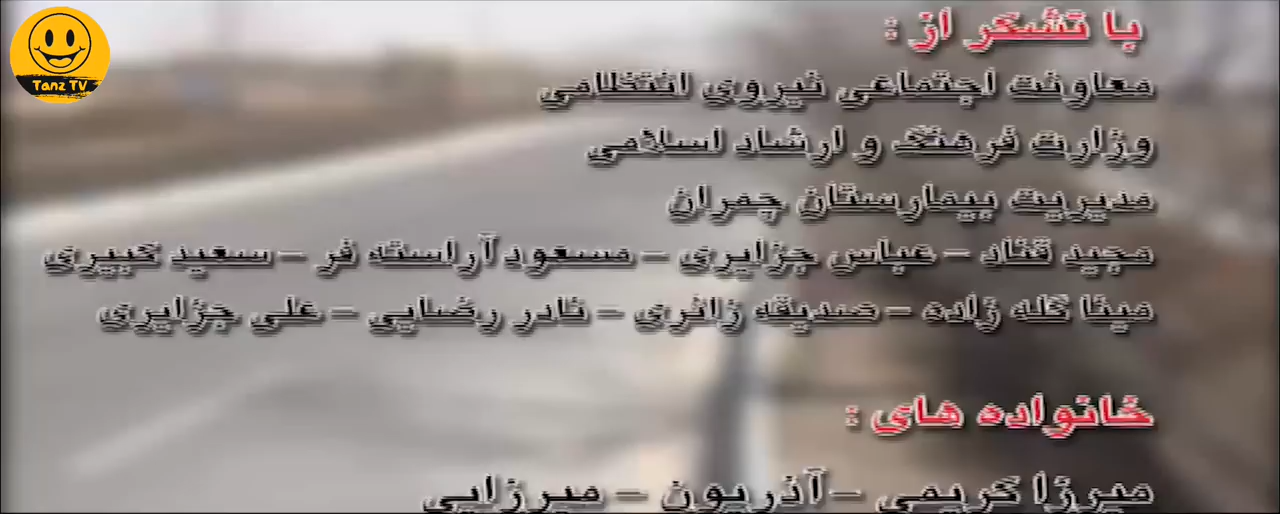 Tanz TV
با تشکر از :
معاونت اجتماعی نیروی انتظامی
وزارت فرهنگ و ارشاد اسلامی
مدیریت بیمارستان چمران
مجید قناد - عباس جزایری - مسعود آراسته فر - سعید کبیری
مینا گله زاده - صدیقه زائری - نادر رضایی - علی جزایری
خانواده های :
میرزا کریمی - آذریون - میرزایی